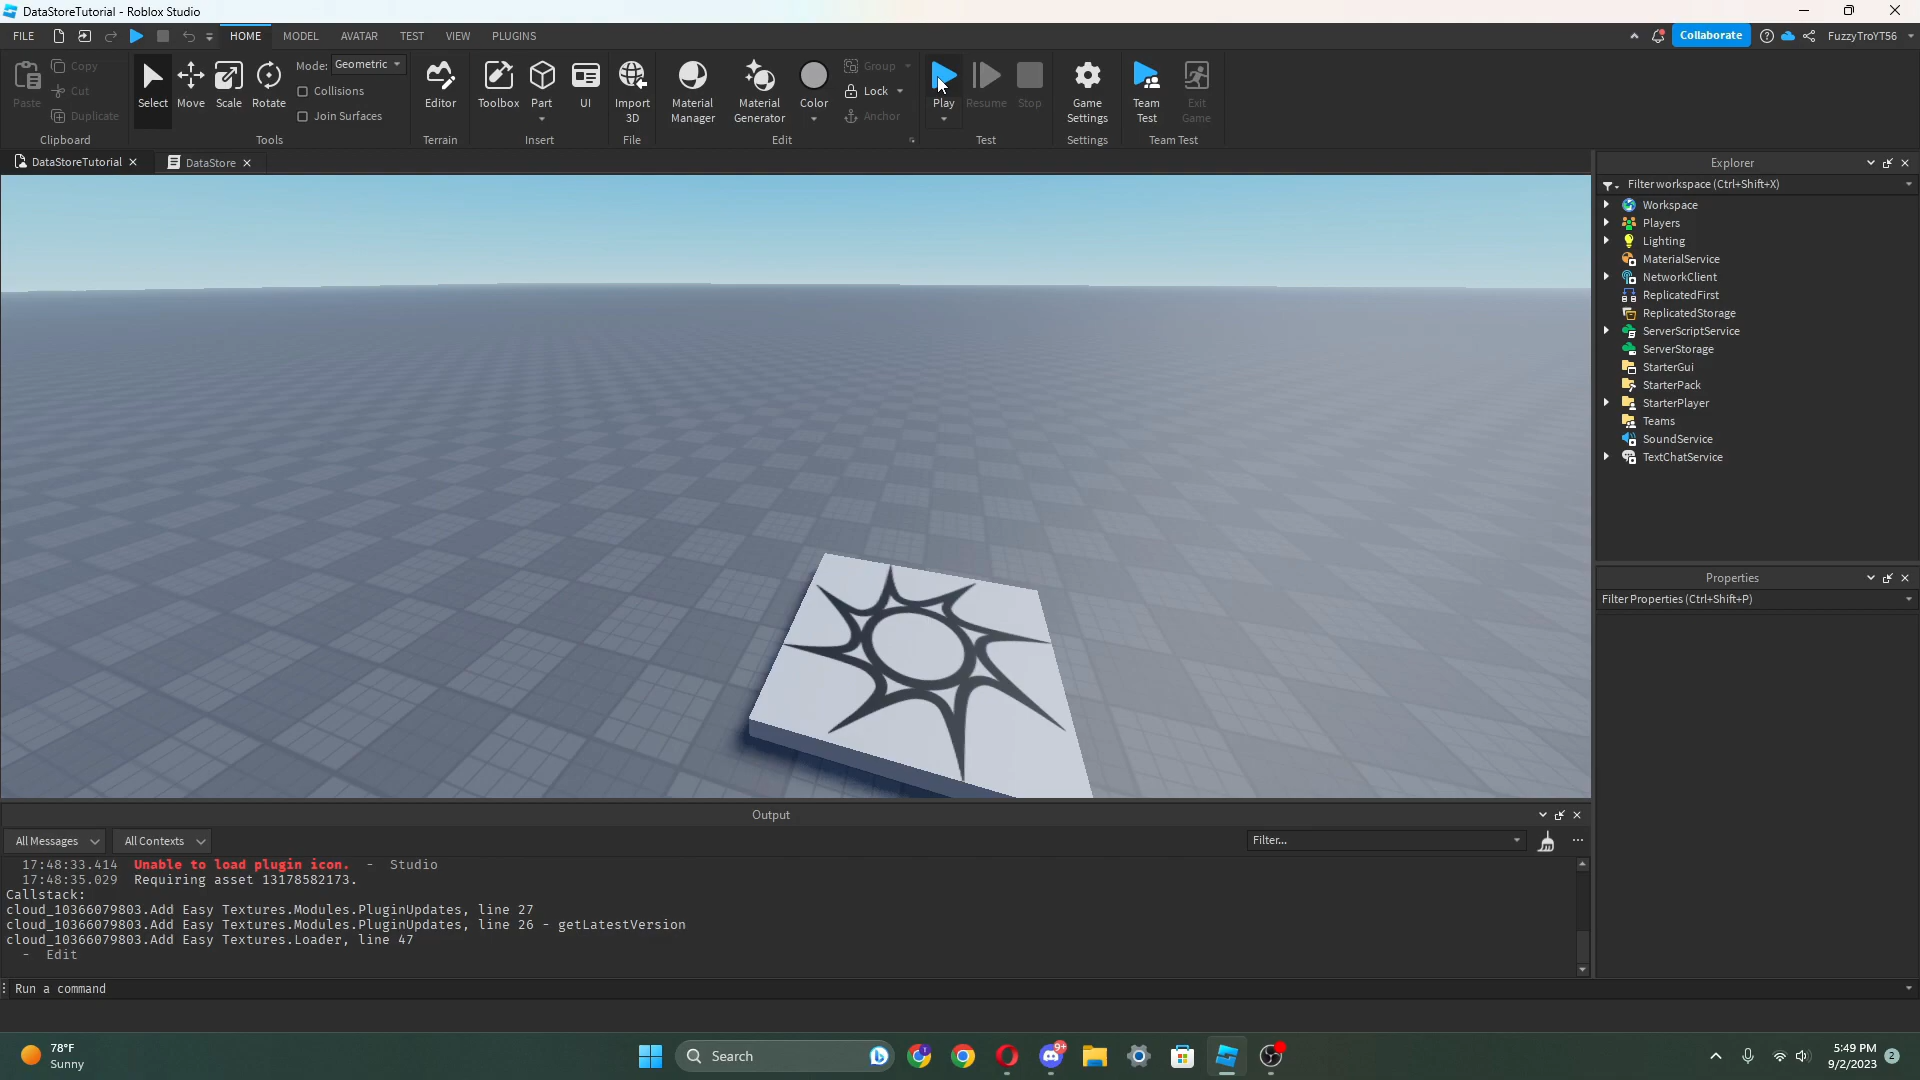 DataStoreTutorial - Roblox Studio
FILE HOME MODEL AVATAR TEST VIEW PLUGINS Collaborate FuzzyTroYT56
Paste Copy Cut Duplicate Clipboard
Select Move Scale Rotate Mode: Geometric Collisions Join Surfaces Tools
Editor Terrain
Toolbox Part UI Insert
Import 3D File
Material Manager Material Generator Color Group Lock Anchor Edit
Play Resume Stop Test
Game Settings Settings
Team Test Exit Game Team Test
DataStoreTutorial DataStore
Explorer
Filter workspace (Ctrl+Shift+X)
Workspace
Players
Lighting
MaterialService
NetworkClient
ReplicatedFirst
ReplicatedStorage
ServerScriptService
ServerStorage
StarterGui
StarterPack
StarterPlayer
Teams
SoundService
TextChatService
Properties
Filter Properties (Ctrl+Shift+P)
Output
All Messages All Contexts Filter...
17:48:33.414 Unable to load plugin icon. - Studio
17:48:35.029 Requiring asset 13178582173.
Callstack:
cloud_10366079803.Add Easy Textures.Modules.PluginUpdates, line 27
cloud_10366079803.Add Easy Textures.Modules.PluginUpdates, line 26 - getLatestVersion
cloud_10366079803.Add Easy Textures.Loader, line 47
- Edit
Run a command
78°F
Sunny
Search
9+
5:49 PM
9/2/2023
2